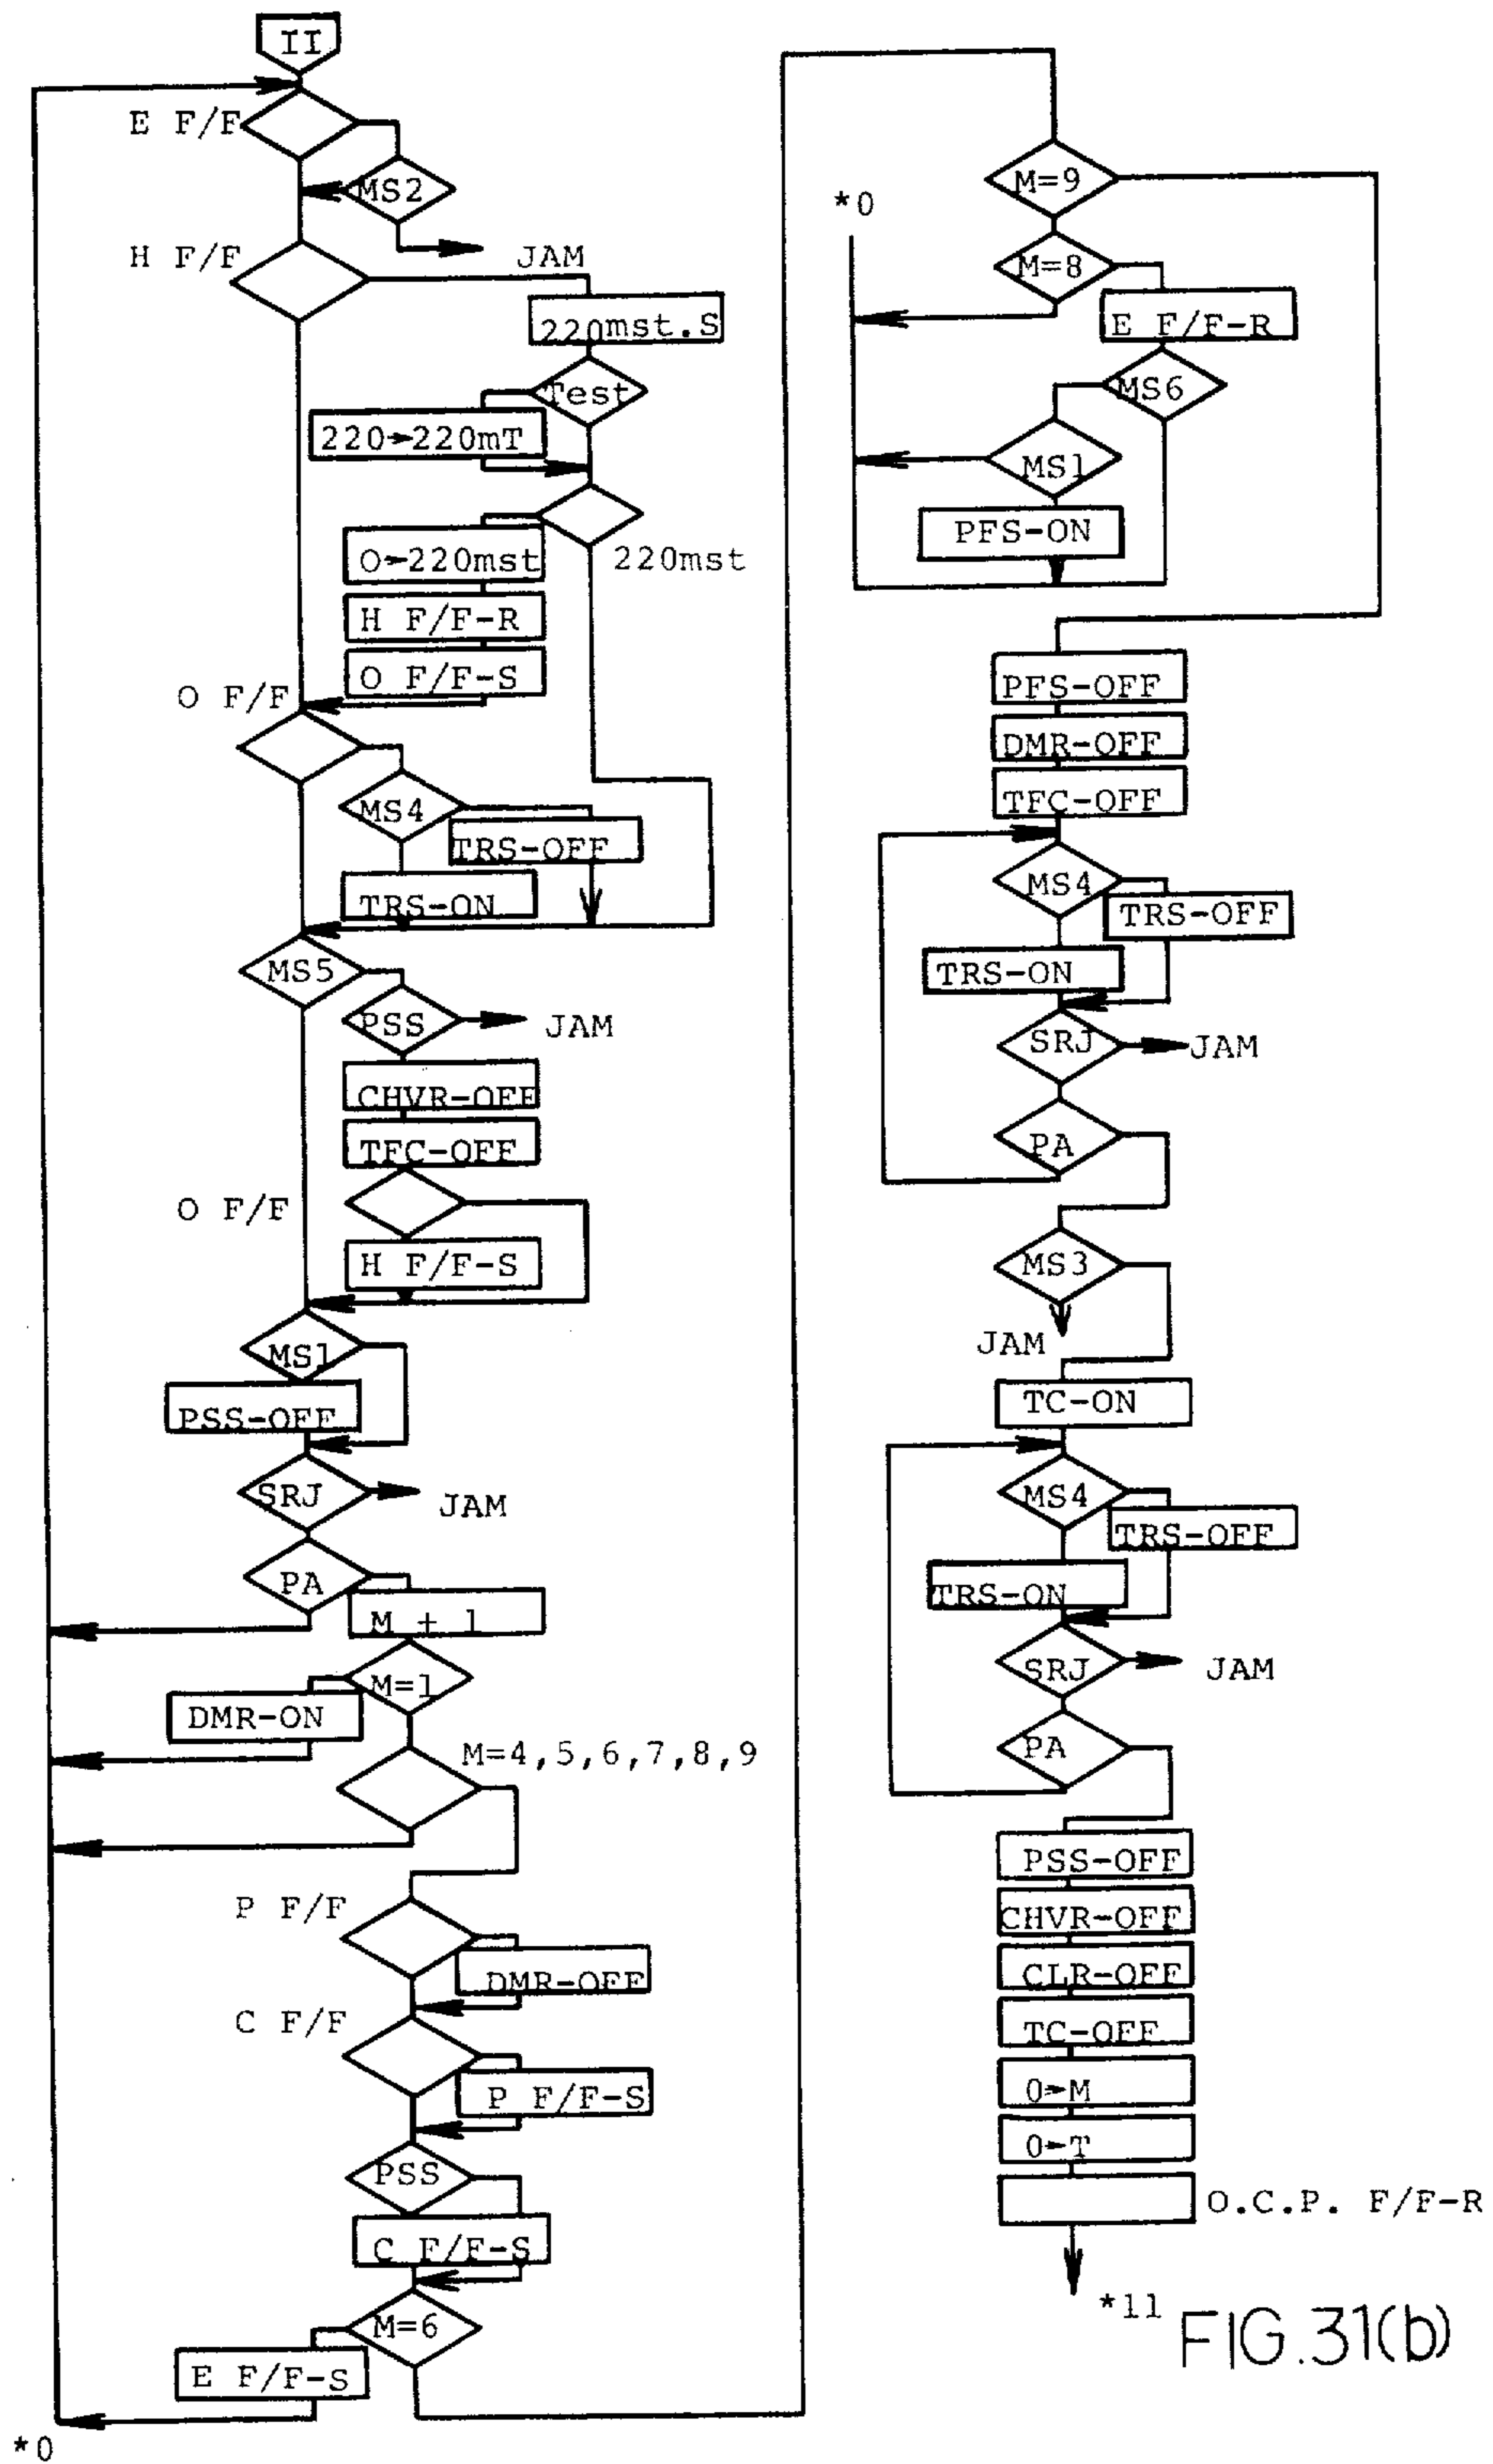 II
E F/F
MS2
H F/F
JAM
220mst.S
Test
220→220mT
O→220mst
220mst
H F/F-R
O F/F-S
O F/F
MS4
TRS-OFF
TRS-ON
MS5
PSS
JAM
CHVR-OFF
TFC-OFF
O F/F
H F/F-S
MS1
PSS-OFF
SRJ
JAM
PA
M + 1
M=1
DMR-ON
M=4,5,6,7,8,9
P F/F
DMR-OFF
C F/F
P F/F-S
PSS
C F/F-S
M=6
E F/F-S
*0
M=9
*0
M=8
E F/F-R
MS6
MS1
PFS-ON
PFS-OFF
DMR-OFF
TFC-OFF
MS4
TRS-OFF
TRS-ON
SRJ
JAM
PA
MS3
JAM
TC-ON
MS4
TRS-OFF
TRS-ON
SRJ
JAM
PA
PSS-OFF
CHVR-OFF
CLR-OFF
TC-OFF
0→M
0→T
O.C.P. F/F-R
*11
FIG.31(b)